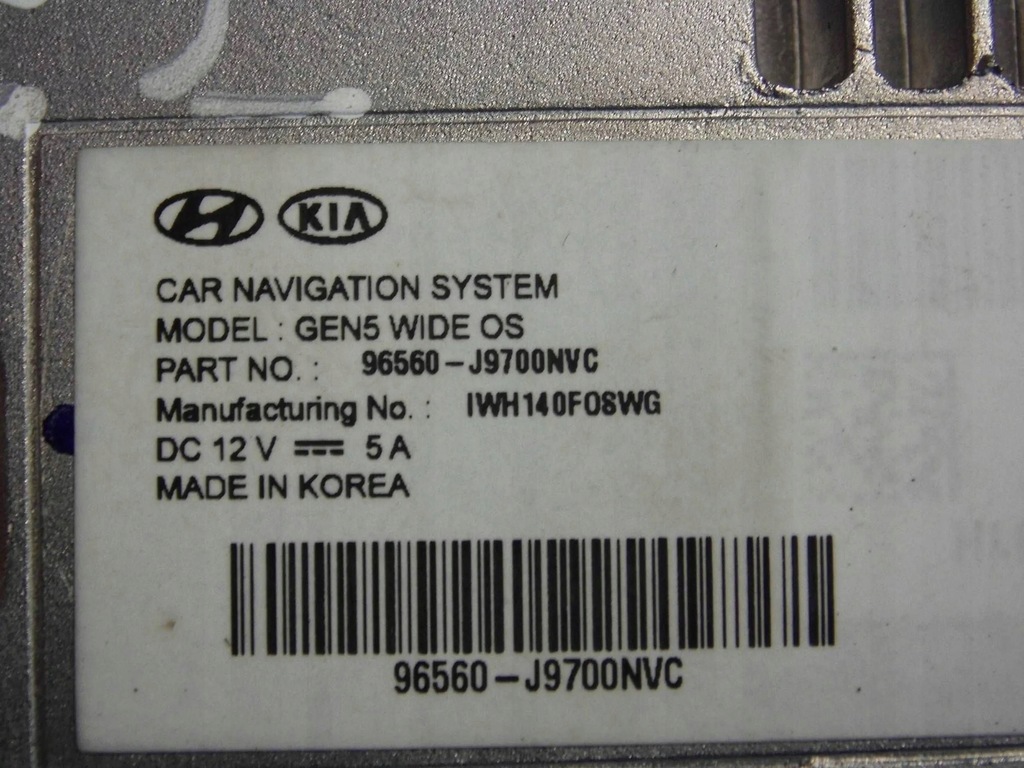 KIA
CAR NAVIGATION SYSTEM
MODEL : GEN5 WIDE OS
PART NO. : 96560-J9700NVC
Manufacturing No. : IWH140FOSWG
DC 12 V 5 A
MADE IN KOREA
96560-J9700NVC